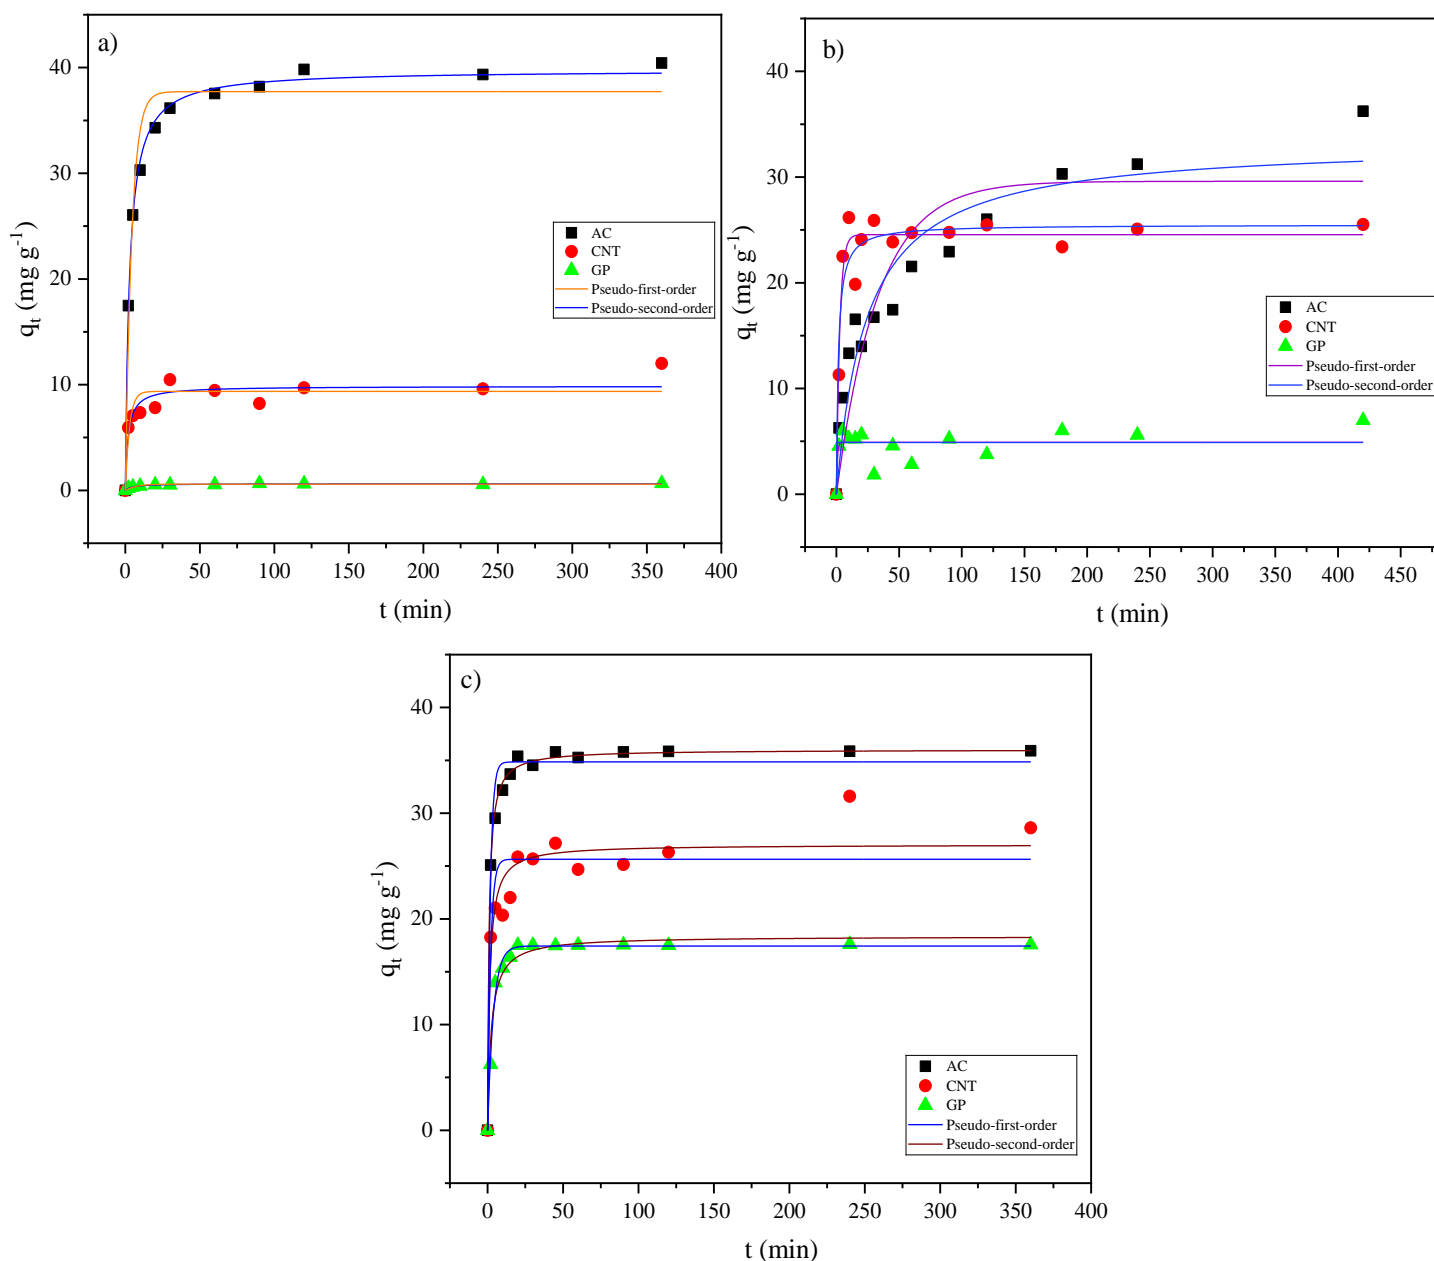 a)
40
30
20
10
0
qt (mg g-1)
AC
CNT
GP
Pseudo-first-order
Pseudo-second-order
0 50 100 150 200 250 300 350 400
t (min)
b)
40
30
20
10
0
qt (mg g-1)
AC
CNT
GP
Pseudo-first-order
Pseudo-second-order
0 50 100 150 200 250 300 350 400 450
t (min)
c)
40
30
20
10
0
qt (mg g-1)
AC
CNT
GP
Pseudo-first-order
Pseudo-second-order
0 50 100 150 200 250 300 350 400
t (min)